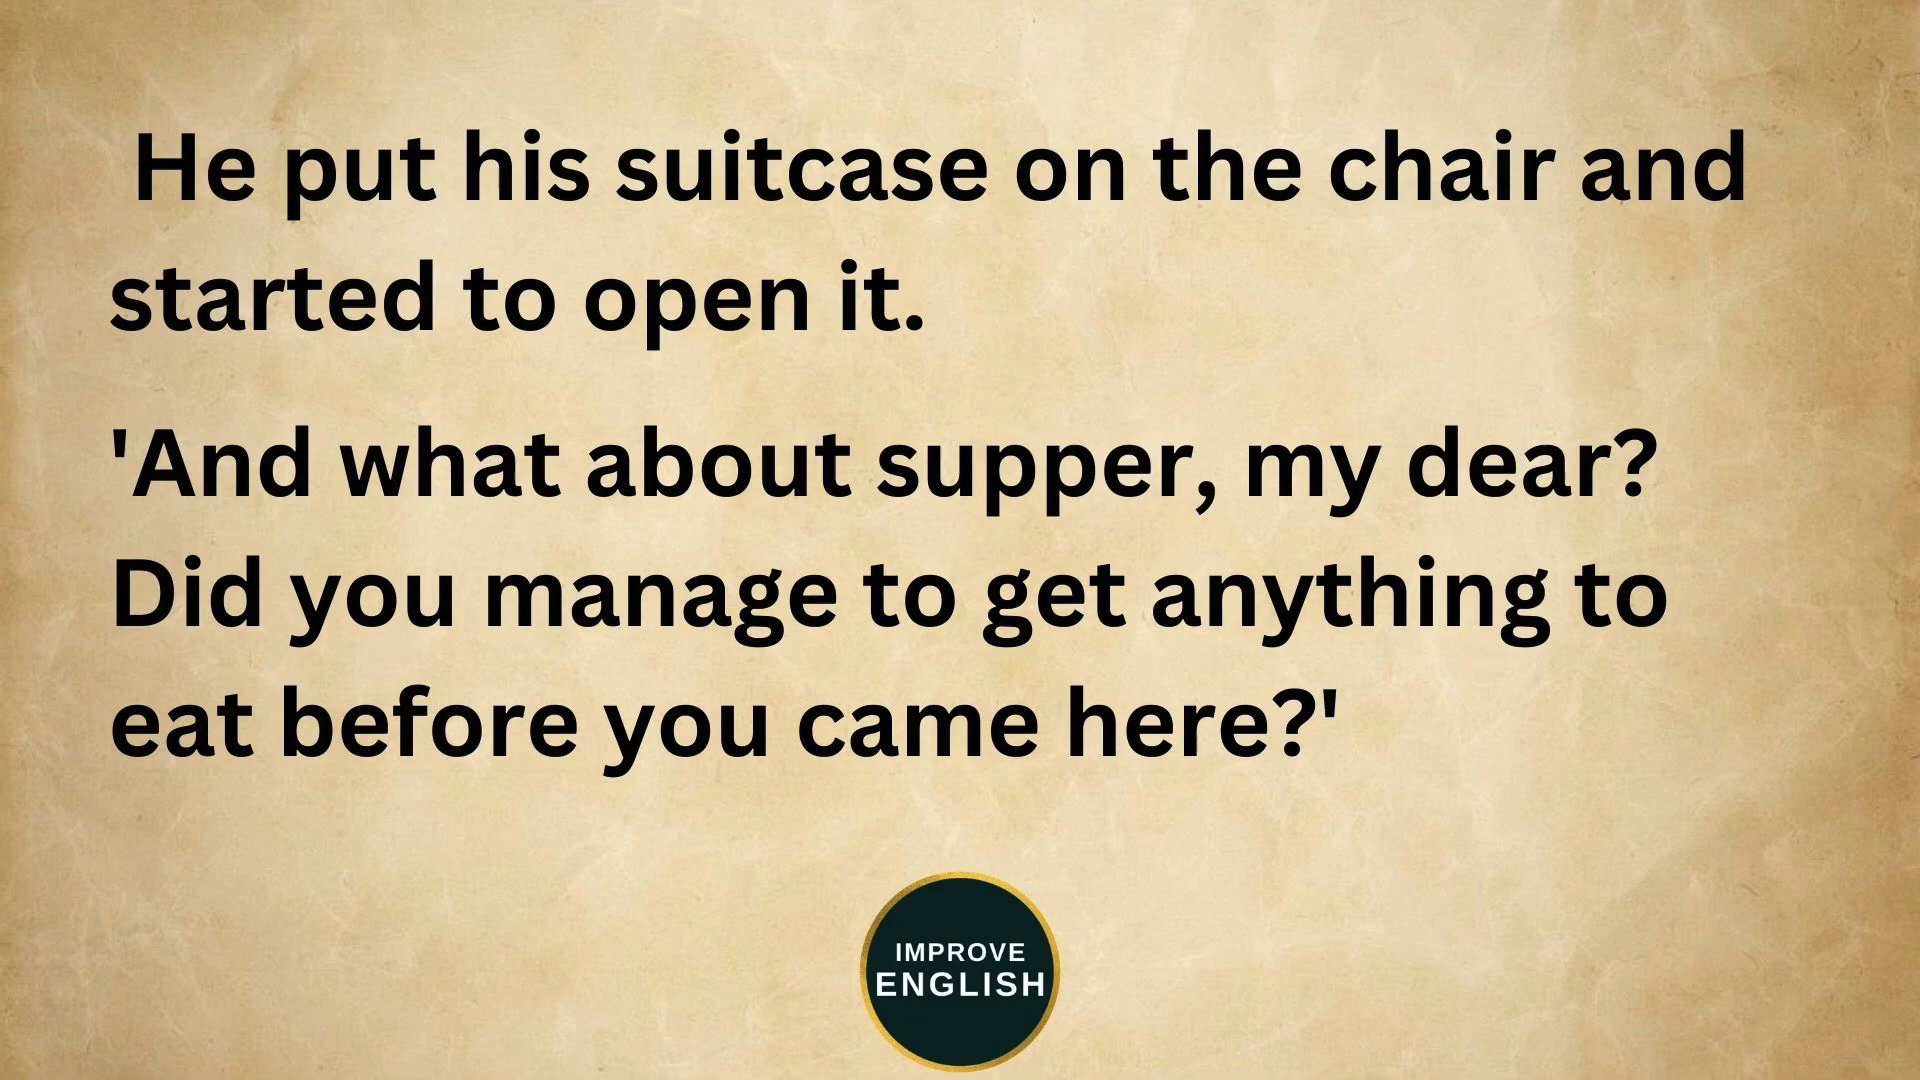 He put his suitcase on the chair and
started to open it.
'And what about supper, my dear?
Did you manage to get anything to
eat before you came here?'
IMPROVE
ENGLISH